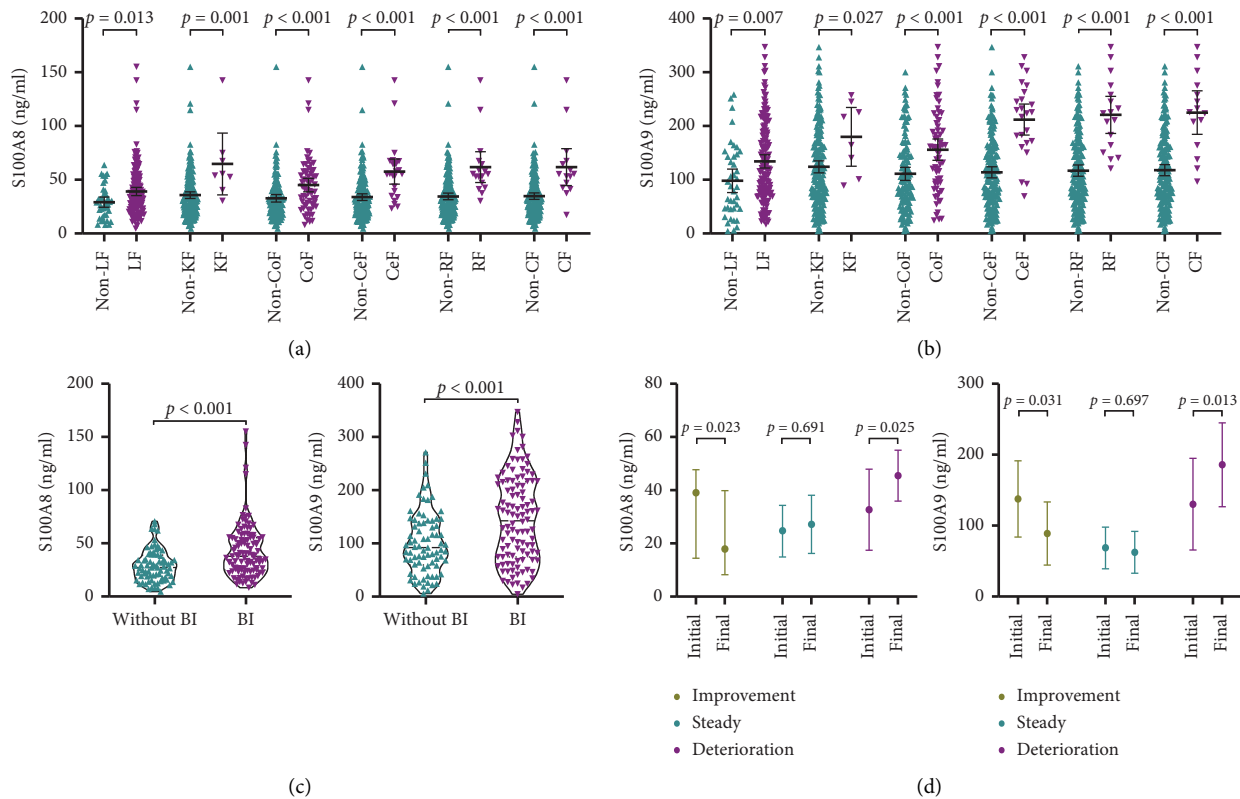 p = 0.013 p < 0.001 p < 0.001 p < 0.001 p < 0.001 p < 0.001
S100A8 (ng/ml)
200
150
100
50
0
Non-LF LF Non-KF KF Non-CoF CoF Non-CeF CeF Non-RF RF Non-CF CF
(a)
p = 0.007 p = 0.027 p < 0.001 p < 0.001 p < 0.001 p < 0.001
S100A9 (ng/ml)
400
300
200
100
0
Non-LF LF Non-KF KF Non-CoF CoF Non-CeF CeF Non-RF RF Non-CF CF
(b)
S100A8 (ng/ml)
200
150
100
50
0
p < 0.001
Without BI BI
S100A9 (ng/ml)
400
300
200
100
0
p < 0.001
Without BI BI
(c)
S100A8 (ng/ml)
80
60
40
20
0
p = 0.023 p = 0.691 p = 0.025
Initial Final Initial Final Initial Final
Improvement
Steady
Deterioration
S100A9 (ng/ml)
300
200
100
0
p = 0.031 p = 0.697 p = 0.013
Initial Final Initial Final Initial Final
Improvement
Steady
Deterioration
(d)